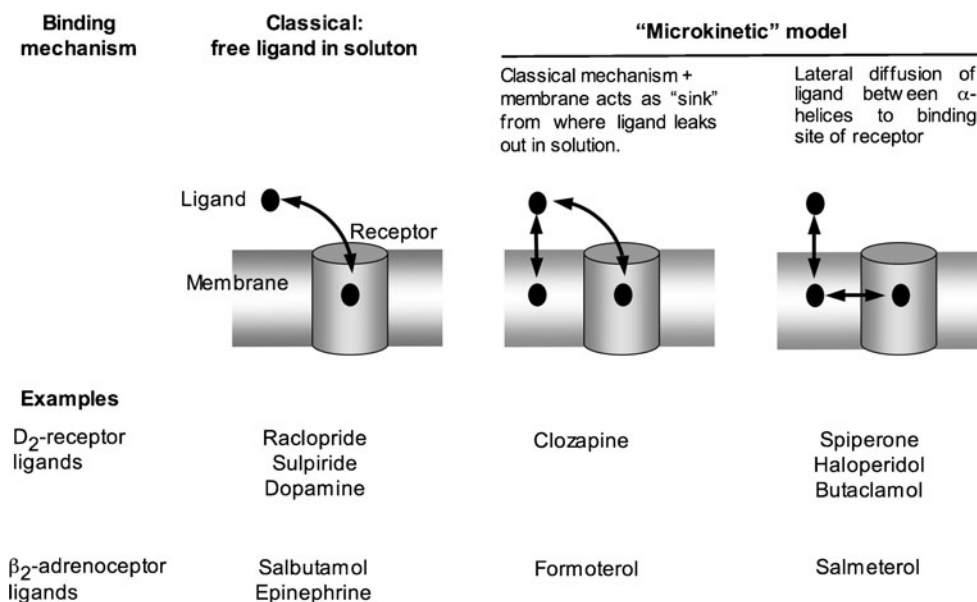 Binding
mechanism
Classical:
free ligand in soluton
“Microkinetic” model
Classical mechanism +
membrane acts as “sink”
from where ligand leaks
out in solution.
Lateral diffusion of
ligand between α-
helices to binding
site of receptor
Ligand
Receptor
Membrane
Examples
D2-receptor
ligands
Raclopride
Sulpiride
Dopamine
Clozapine
Spiperone
Haloperidol
Butaclamol
β2-adrenoceptor
ligands
Salbutamol
Epinephrine
Formoterol
Salmeterol